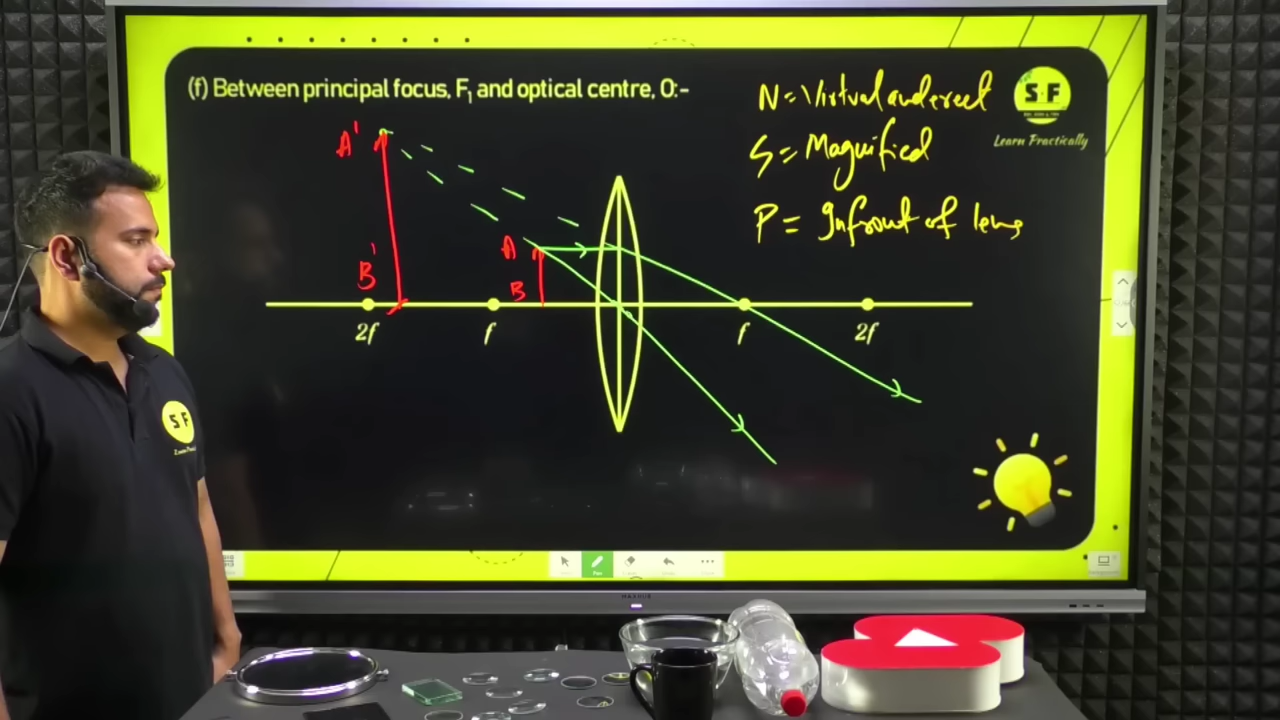 (f) Between principal focus, F₁ and optical centre, O:-
N = Virtual and erect
S = Magnified
P = Infront of lens
S F
Learn Practically
A'
B'
A
B
2f
f
f
2f
S F